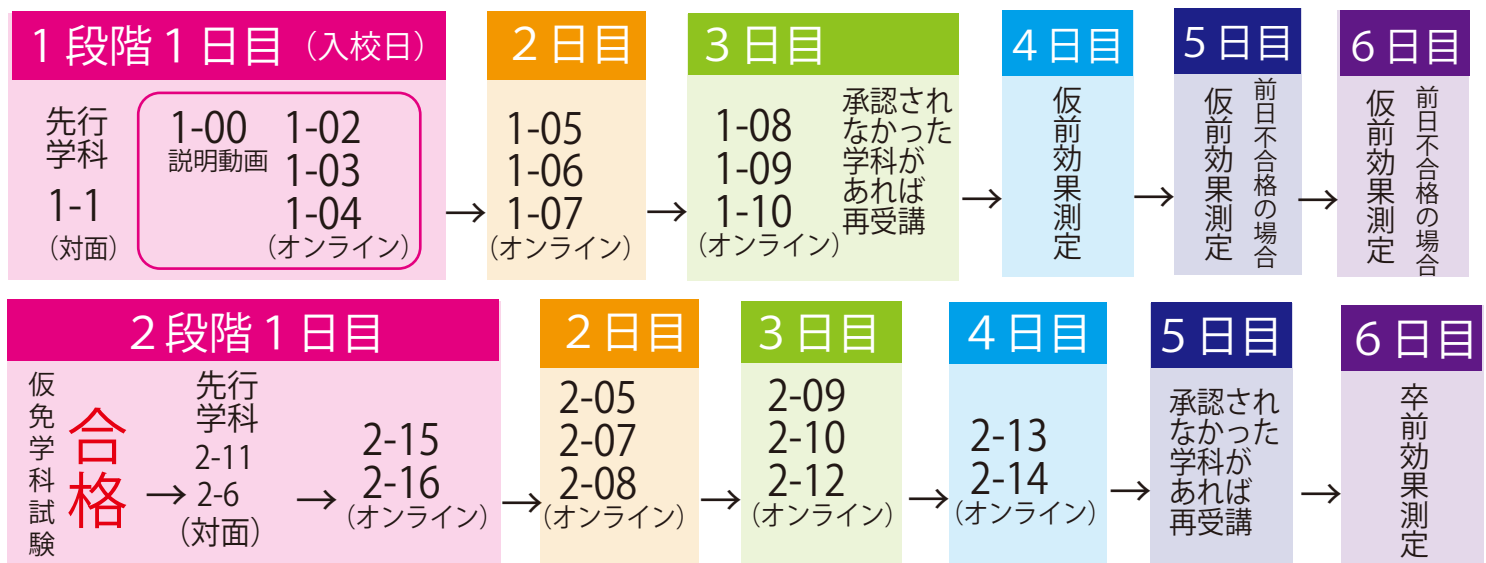 1段階1日目（入校日）
先行
学科
1-1
（対面）
1-00
説明動画
1-02
1-03
1-04
（オンライン）
→
2日目
1-05
1-06
1-07
（オンライン）
→
3日目
1-08
1-09
1-10
（オンライン）
承認され
なかった
学科が
あれば
再受講
→
4日目
仮前効果測定
→
5日目
前日不合格の場合
仮前効果測定
→
6日目
前日不合格の場合
仮前効果測定
2段階1日目
仮免学科試験
合格
→
先行
学科
2-11
2-6
（対面）
→
2-15
2-16
（オンライン）
→
2日目
2-05
2-07
2-08
（オンライン）
→
3日目
2-09
2-10
2-12
（オンライン）
→
4日目
2-13
2-14
（オンライン）
→
5日目
承認され
なかった
学科が
あれば
再受講
→
6日目
卒前効果測定